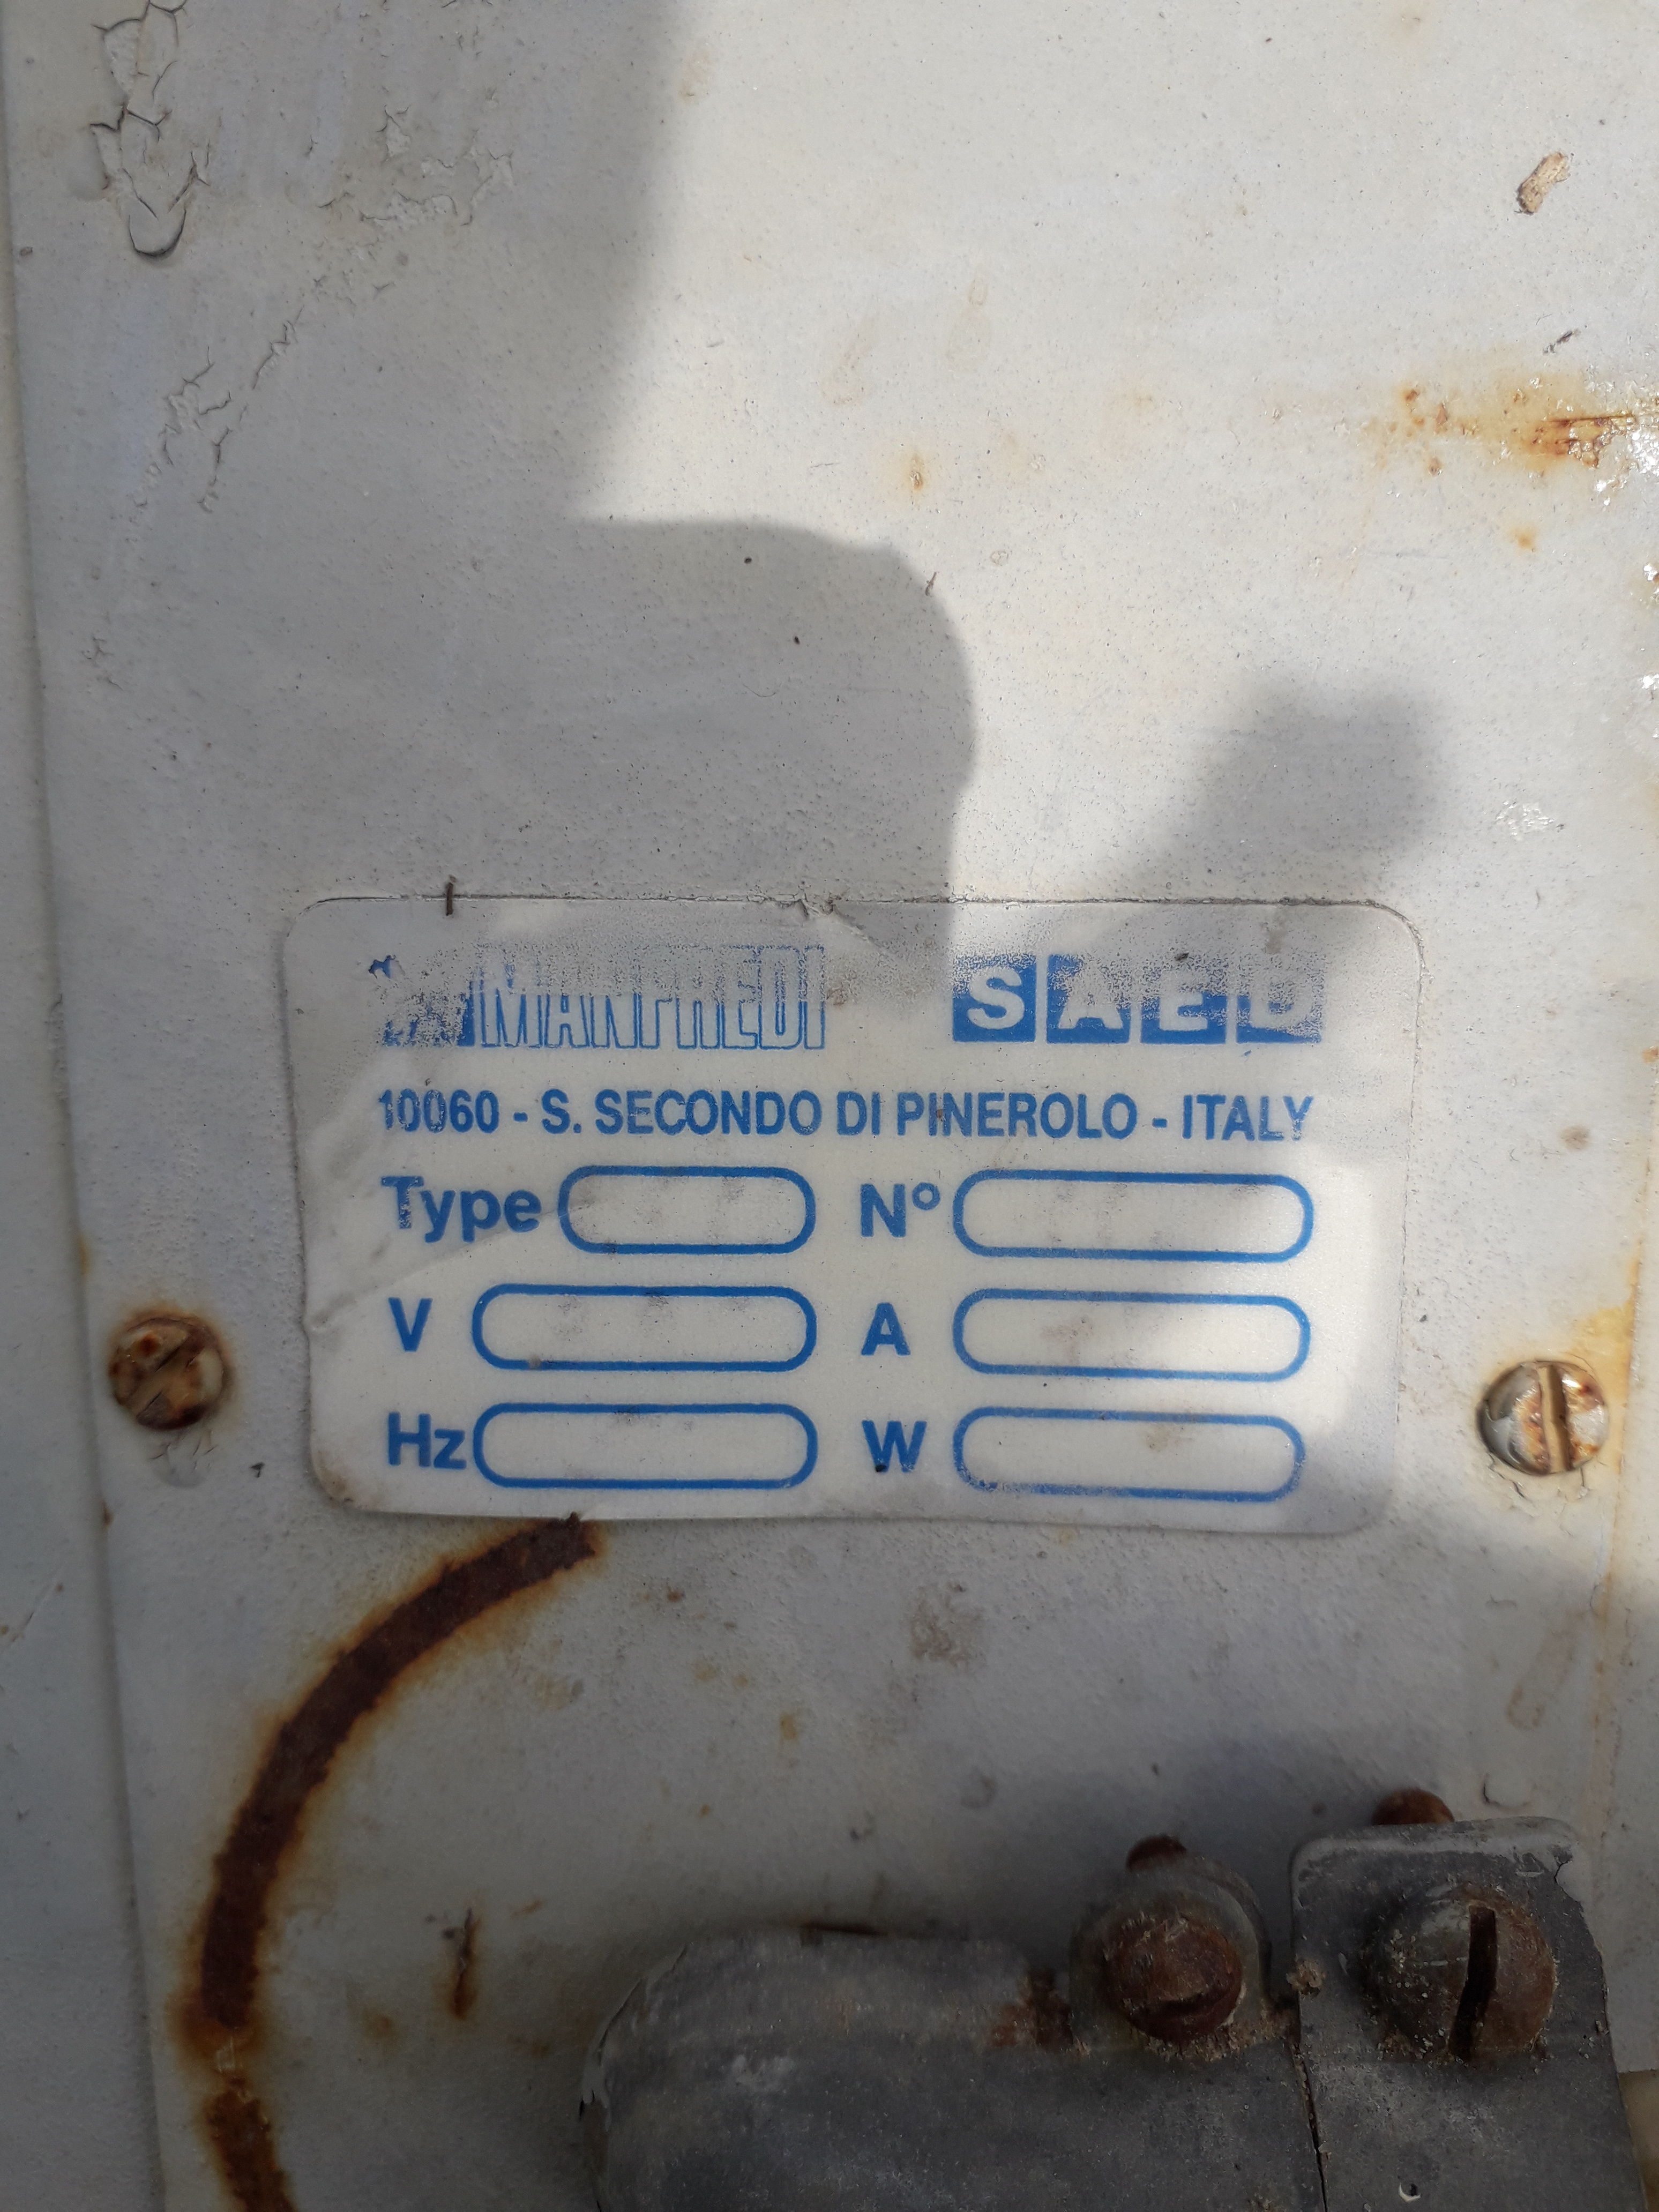 MANFREDI SAED
10060 - S. SECONDO DI PINEROLO - ITALY
Type N°
V A
Hz W